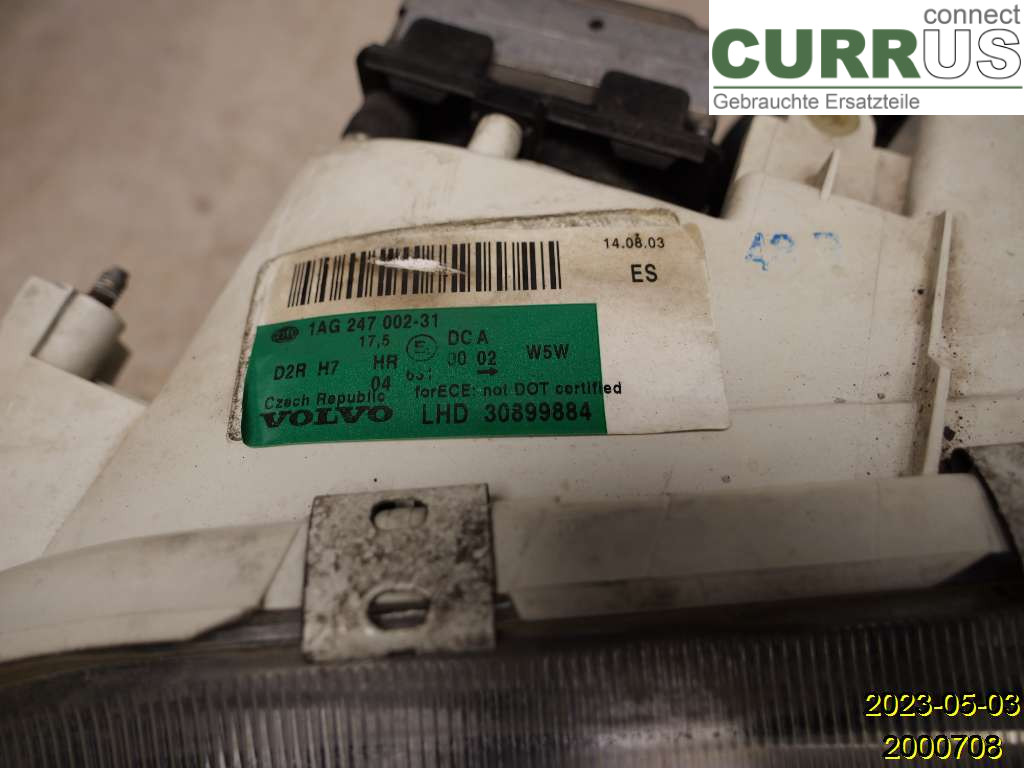 connect
CURRUS
Gebrauchte Ersatzteile
14.08.03
ES
1AG 247 002-31
17,5 E DC A
D2R H7 HR 00 02 W5W
04
Czech Republic forECE: not DOT certified
VOLVO LHD 30899884
2023-05-03
2000708